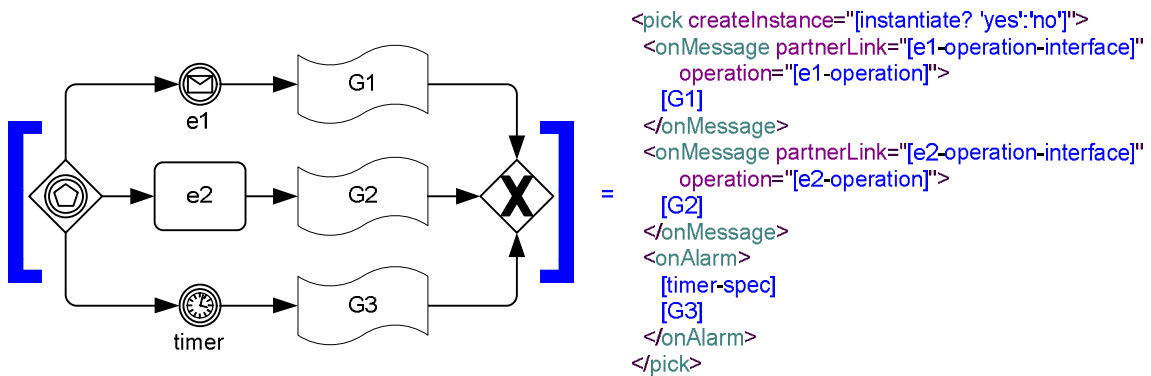 e1
G1
e2
G2
timer
G3
X
=
<pick createInstance="[instantiate? 'yes':'no']">
<onMessage partnerLink="[e1-operation-interface]"
operation="[e1-operation]">
[G1]
</onMessage>
<onMessage partnerLink="[e2-operation-interface]"
operation="[e2-operation]">
[G2]
</onMessage>
<onAlarm>
[timer-spec]
[G3]
</onAlarm>
</pick>